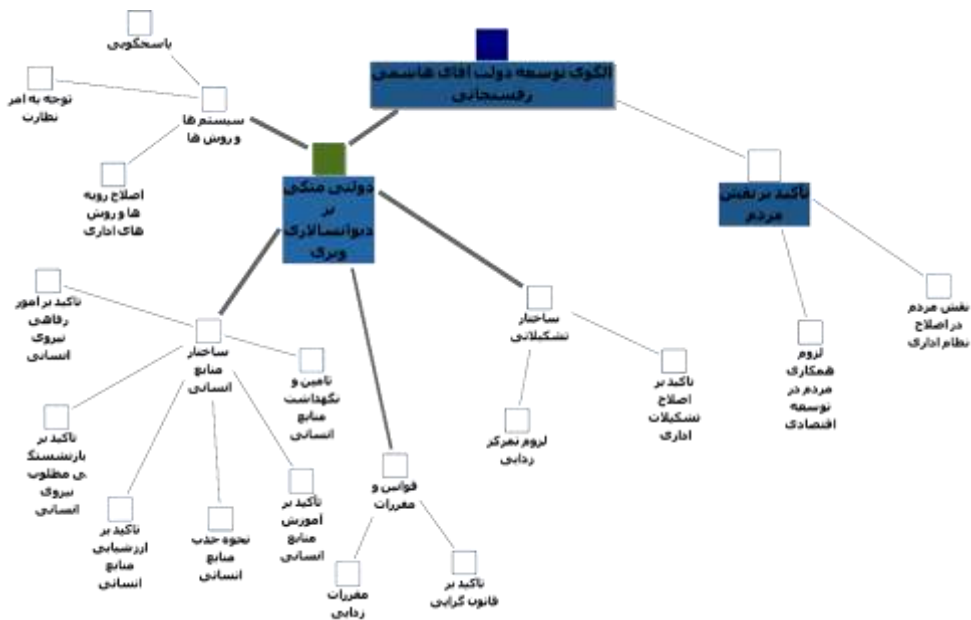 الگوی توسعه دولت آقای هاشمی
رفسنجانی
پاسخگویی
توجه به امر
نظارت
سیستم ها
و روش ها
اصلاح رویه
ها و روش
های اداری
دولتی متکی
بر
دیوانسالاری
وبری
تاکید بر نقش
مردم
تاکید بر امور
رفاهی
نیروی
انسانی
ساختار
منابع
انسانی
تامین و
نگهداشت
منابع
انسانی
ساختار
تشکیلاتی
نقش مردم
در اصلاح
نظام اداری
لزوم
همکاری
مردم در
توسعه
اقتصادی
تاکید بر
اصلاح
تشکیلات
اداری
لزوم تمرکز
زدایی
تاکید بر
بازنشستگ
ی مطلوب
نیروی
انسانی
تاکید بر
ارزشیابی
منابع
انسانی
نحوه جذب
منابع
انسانی
تاکید بر
آموزش
منابع
انسانی
قوانین و
مقررات
مقررات
زدایی
تاکید بر
قانون گرایی